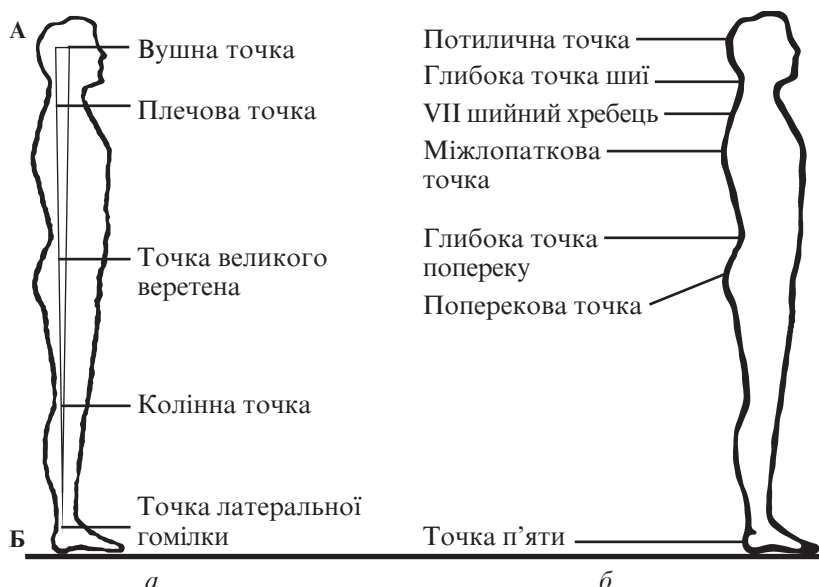 А
Вушна точка
Плечова точка
Точка великого
веретена
Колінна точка
Точка латеральної
гомілки
Б
а
Потилична точка
Глибока точка шиї
VII шийний хребець
Міжлопаткова
точка
Глибока точка
попереку
Поперекова точка
Точка п’яти
б